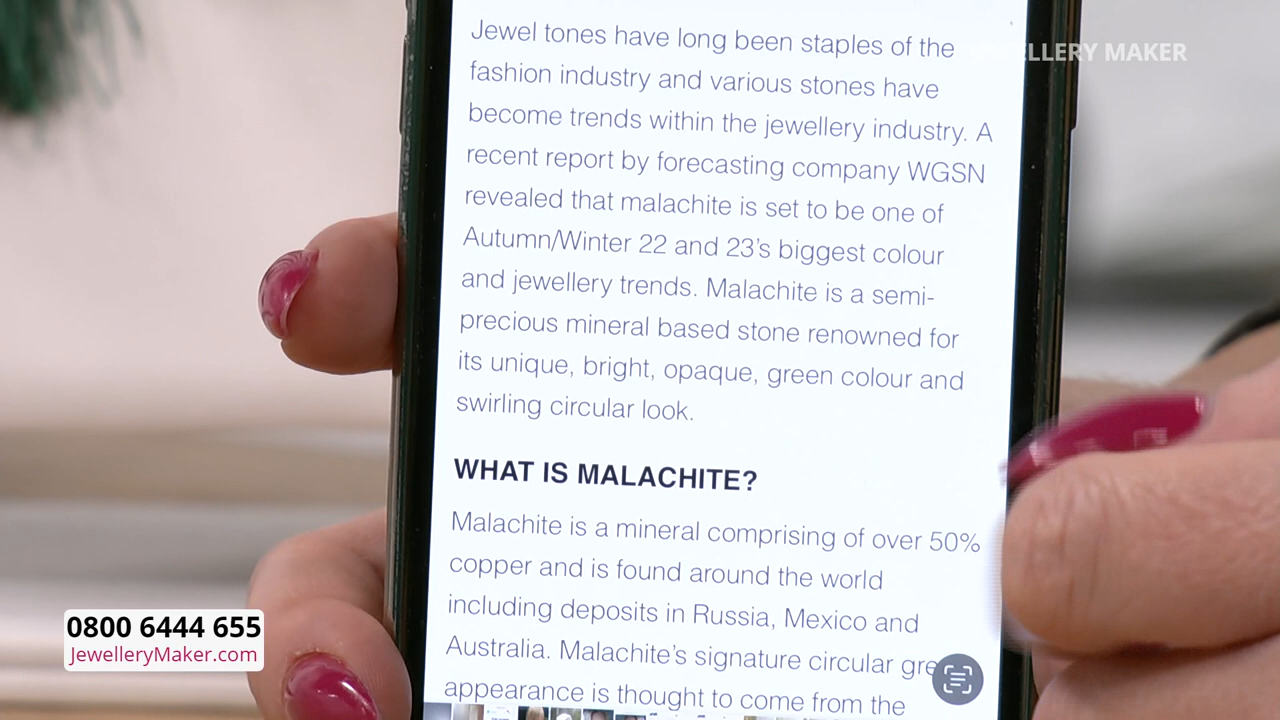 Jewel tones have long been staples of the
fashion industry and various stones have
become trends within the jewellery industry. A
recent report by forecasting company WGSN
revealed that malachite is set to be one of
Autumn/Winter 22 and 23's biggest colour
and jewellery trends. Malachite is a semi-
precious mineral based stone renowned for
its unique, bright, opaque, green colour and
swirling circular look.
WHAT IS MALACHITE?
Malachite is a mineral comprising of over 50%
copper and is found around the world
including deposits in Russia, Mexico and
Australia. Malachite's signature circular
appearance is thought to come from the
MAKER
0800 6444 655
JewelleryMaker.com